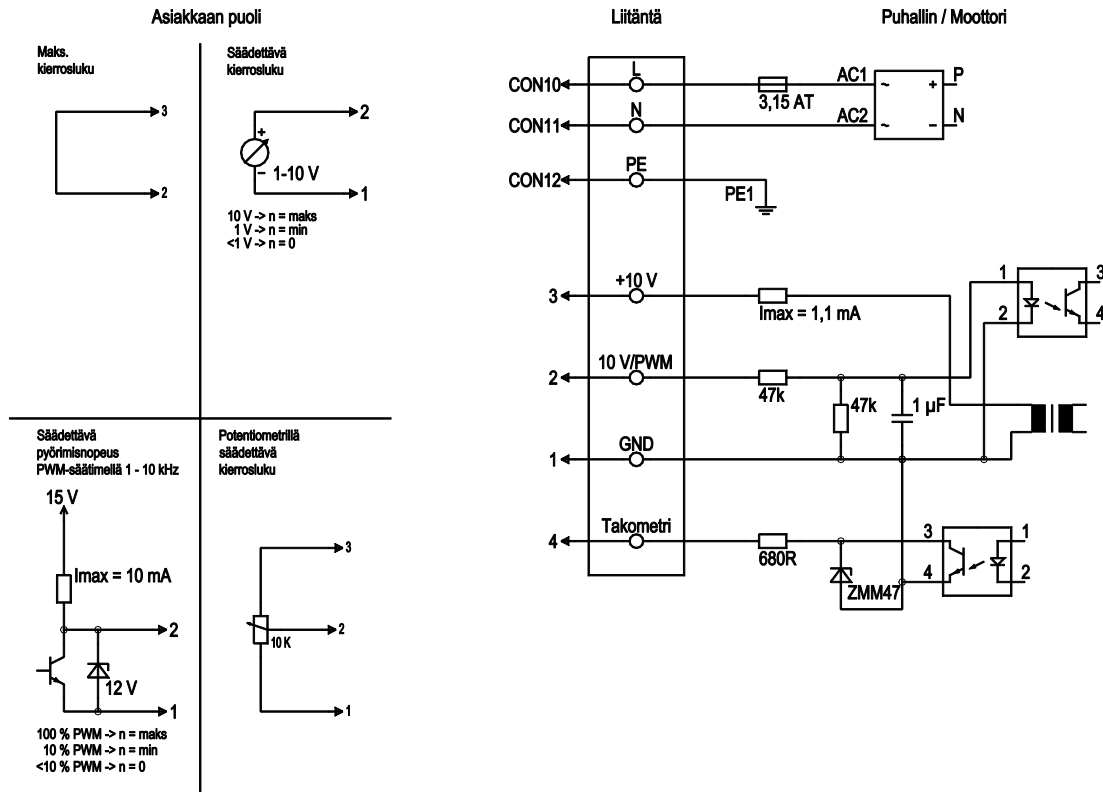 Asiakkaan puoli
Liitäntä
Puhallin / Moottori
Maks.
kierrosluku
3
2
Säädettävä
kierrosluku
2
+
–
1-10 V
1
10 V -> n = maks
1 V -> n = min
<1 V -> n = 0
Säädettävä
pyörimisnopeus
PWM-säätimellä 1 - 10 kHz
15 V
Imax = 10 mA
2
12 V
1
100 % PWM -> n = maks
10 % PWM -> n = min
<10 % PWM -> n = 0
Potentiometrillä
säädettävä
kierrosluku
3
10 K
2
1
CON10
L
3,15 AT
AC1
~
+
P
CON11
N
AC2
~
–
N
CON12
PE
PE1
3
+10 V
Imax = 1,1 mA
1
2
3
4
2
10 V/PWM
47k
47k
1 µF
1
GND
4
Takometri
680R
ZMM47
3
4
1
2